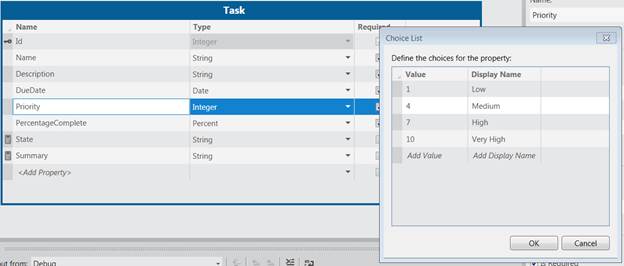 Task
Name Type Required
Id Integer
Name String
Description String
DueDate Date
Priority Integer
PercentageComplete Percent
State String
Summary String
<Add Property>
Name:
Priority
Choice List
Define the choices for the property:
Value Display Name
1 Low
4 Medium
7 High
10 Very High
Add Value Add Display Name
OK Cancel
Is Required
put from: Debug